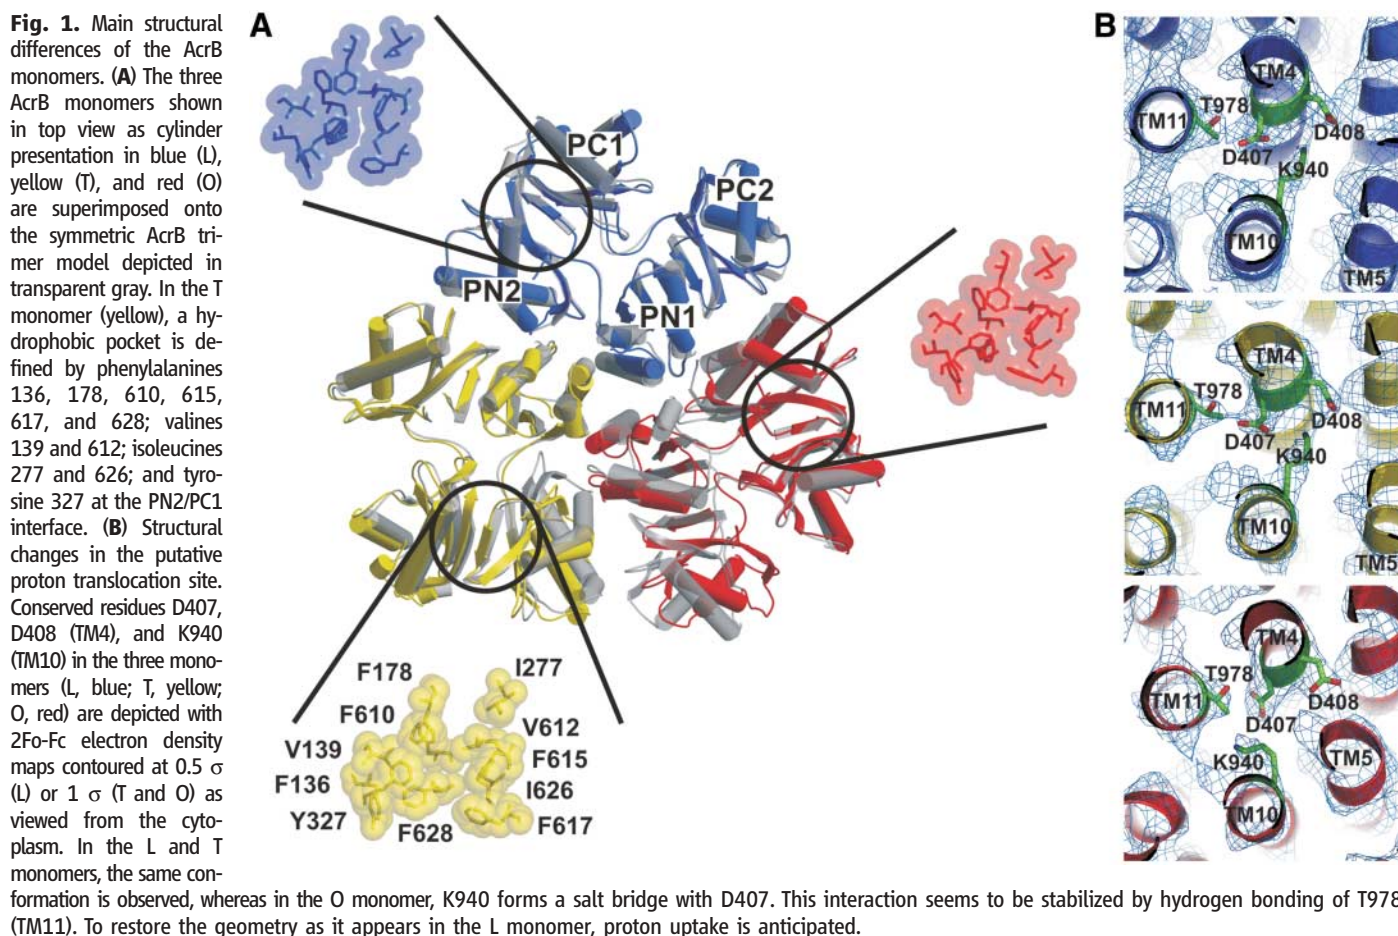 Fig. 1. Main structural
differences of the AcrB
monomers. (A) The three
AcrB monomers shown
in top view as cylinder
presentation in blue (L),
yellow (T), and red (O)
are superimposed onto
the symmetric AcrB tri-
mer model depicted in
transparent gray. In the T
monomer (yellow), a hy-
drophobic pocket is de-
fined by phenylalanines
136, 178, 610, 615,
617, and 628; valines
139 and 612; isoleucines
277 and 626; and tyro-
sine 327 at the PN2/PC1
interface. (B) Structural
changes in the putative
proton translocation site.
Conserved residues D407,
D408 (TM4), and K940
(TM10) in the three mono-
mers (L, blue; T, yellow;
O, red) are depicted with
2Fo-Fc electron density
maps contoured at 0.5 σ
(L) or 1 σ (T and O) as
viewed from the cyto-
plasm. In the L and T
monomers, the same con-
formation is observed, whereas in the O monomer, K940 forms a salt bridge with D407. This interaction seems to be stabilized by hydrogen bonding of T978
(TM11). To restore the geometry as it appears in the L monomer, proton uptake is anticipated.
A
PC1
PC2
PN2
PN1
F178
I277
F610
V612
V139
F615
F136
I626
Y327
F628
F617
B
TM4
T978
TM11
D408
D407
K940
TM10
TM5
TM4
T978
TM11
D408
D407
K940
TM10
TM5
TM4
T978
TM11
D408
D407
K940
TM5
TM10